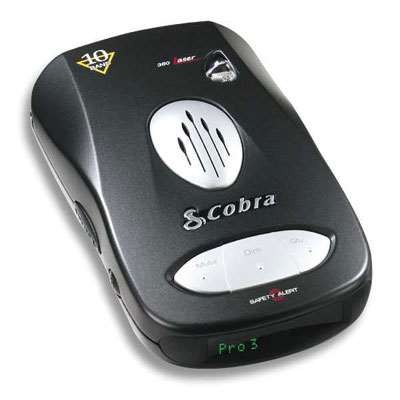 10
BAND
360 Laser
Cobra
Mute Dim City
SAFETY ALERT
Pro 3